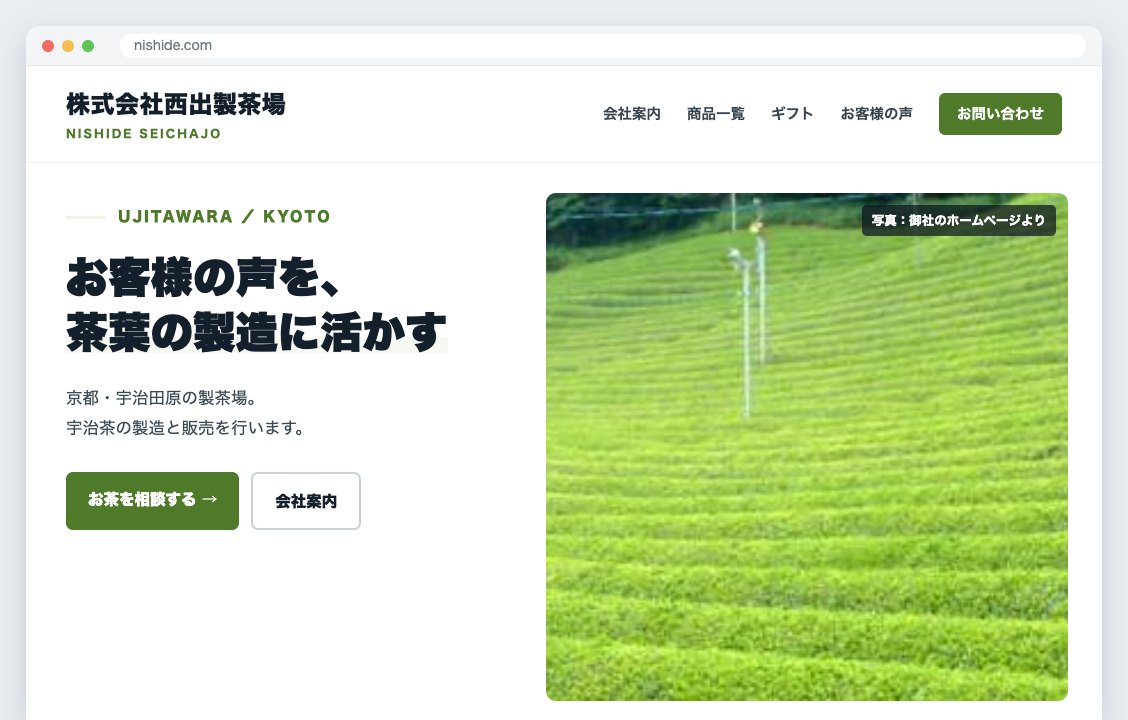 nishide.com
株式会社西出製茶場
NISHIDE SEICHAJO
会社案内
商品一覧
ギフト
お客様の声
お問い合わせ
UJITAWARA ／ KYOTO
写真：御社のホームページより
お客様の声を、
茶葉の製造に活かす
京都・宇治田原の製茶場。
宇治茶の製造と販売を行います。
お茶を相談する →
会社案内